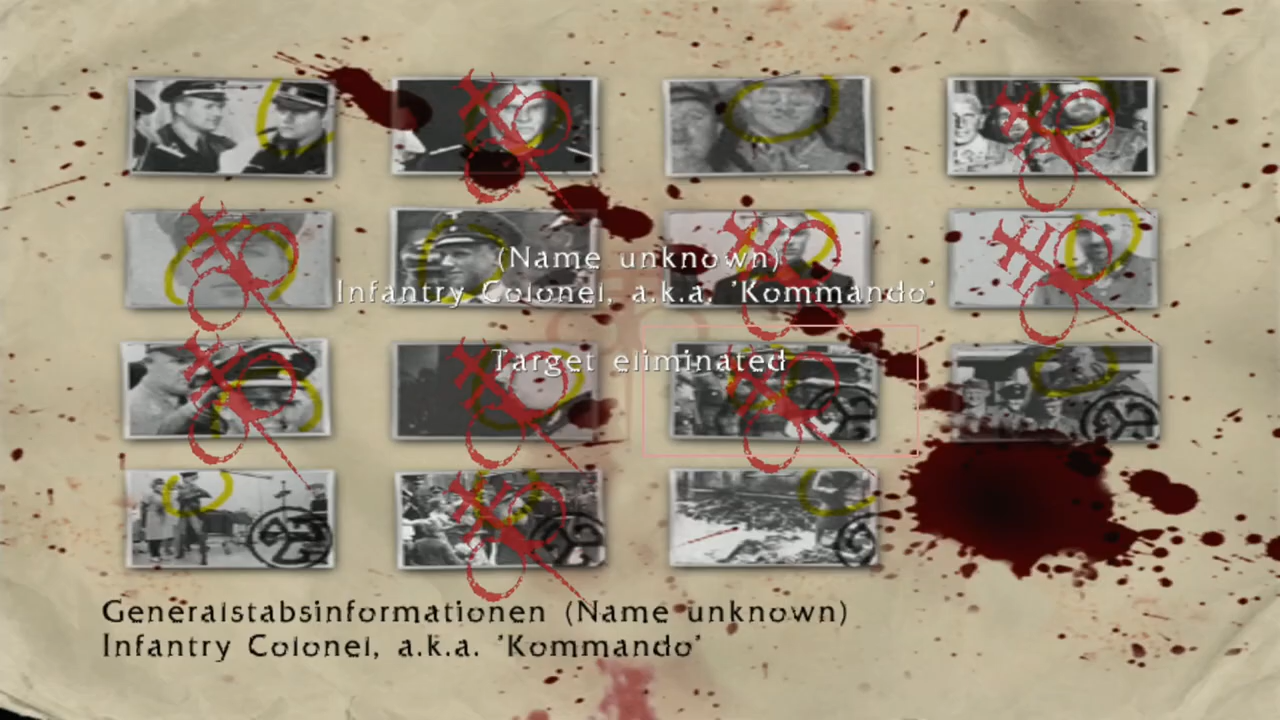 (Name unknown)
Infantry Colonel, a.k.a. 'Kommando'
Target eliminated
Generalstabsinformationen (Name unknown)
Infantry Colonel, a.k.a. 'Kommando'